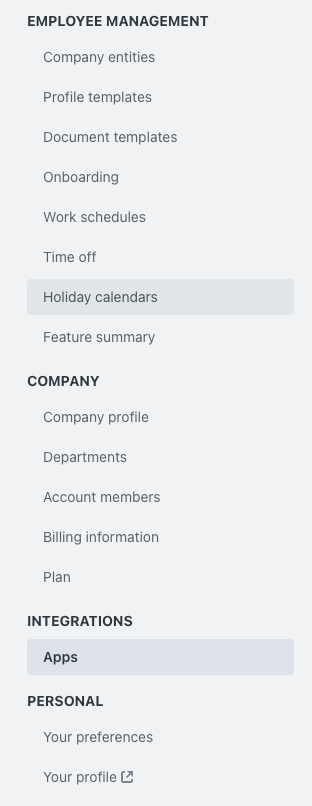 EMPLOYEE MANAGEMENT
Company entities
Profile templates
Document templates
Onboarding
Work schedules
Time off
Holiday calendars
Feature summary
COMPANY
Company profile
Departments
Account members
Billing information
Plan
INTEGRATIONS
Apps
PERSONAL
Your preferences
Your profile